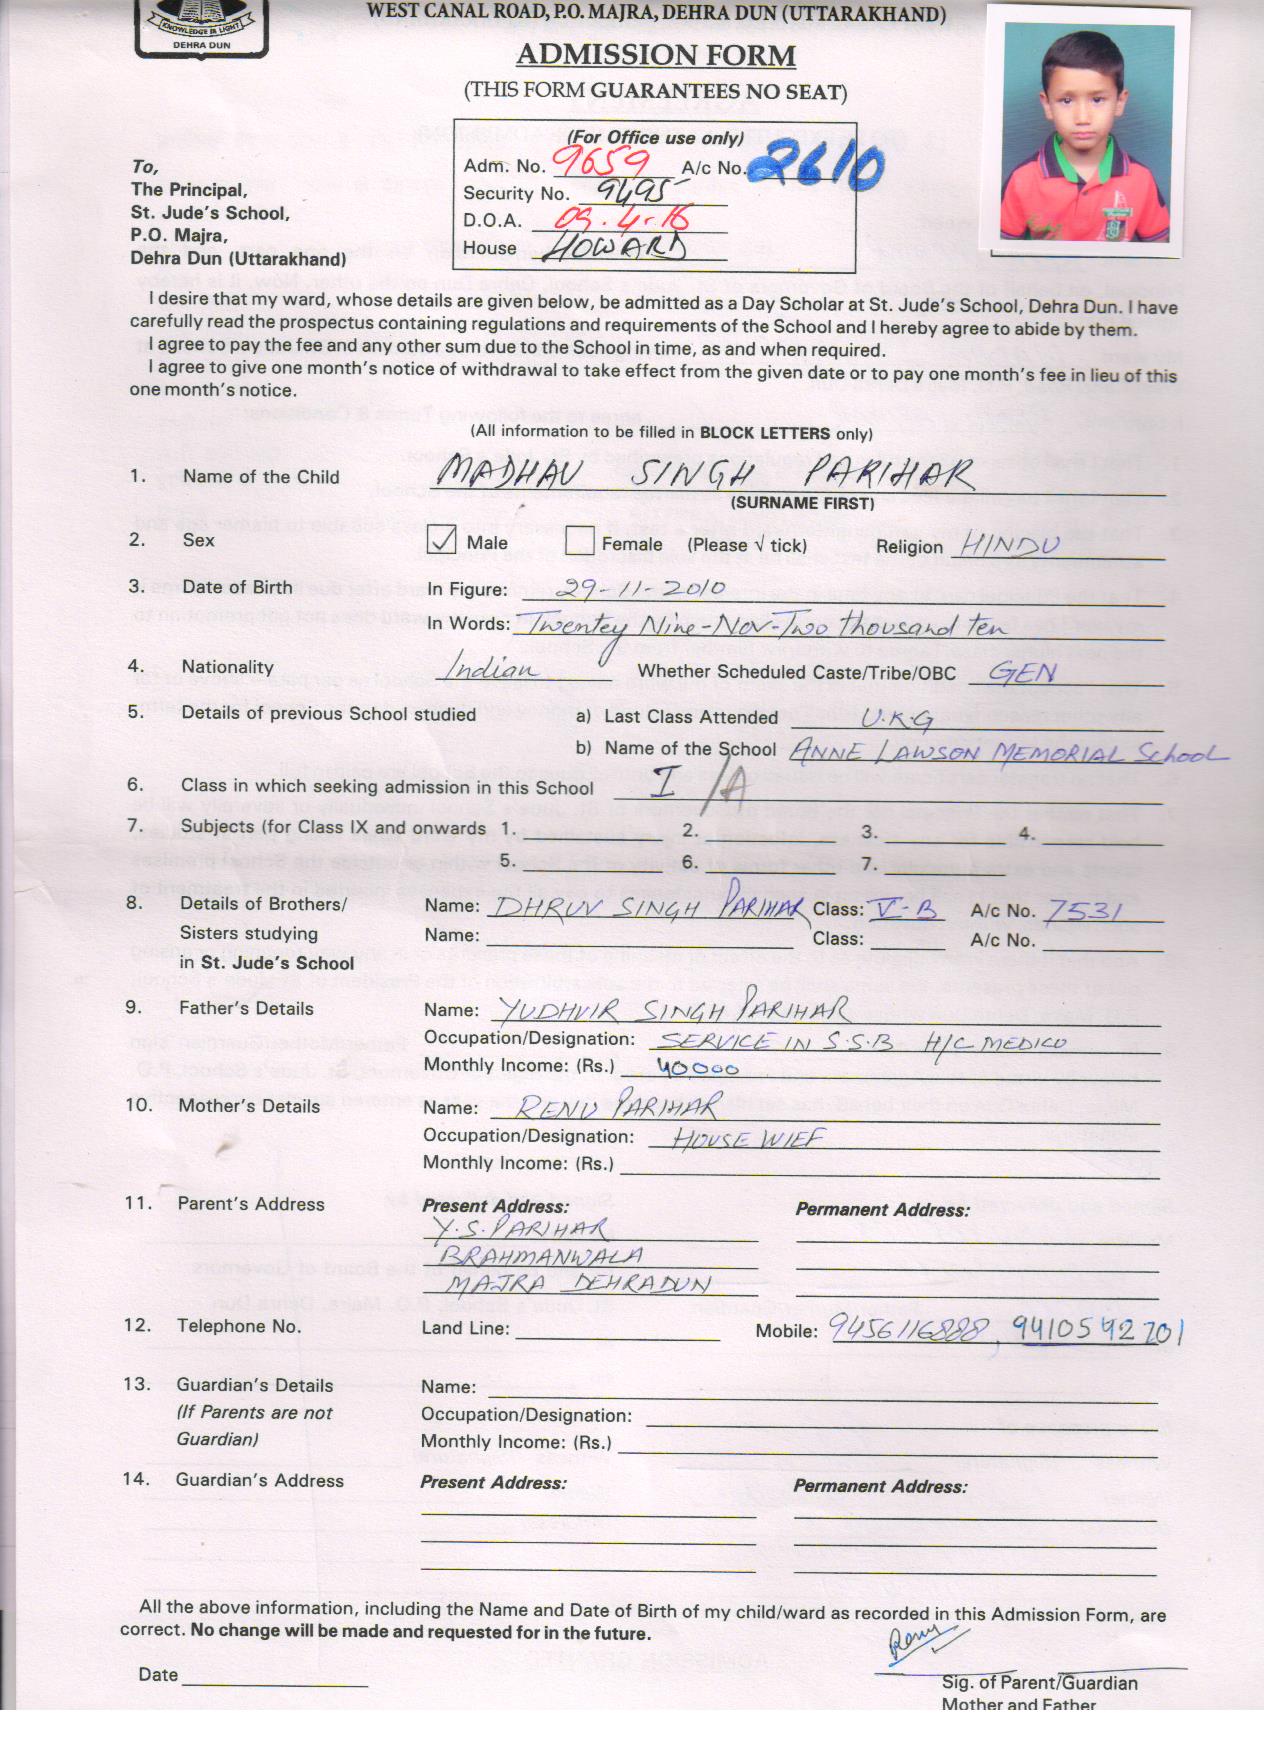 KNOWLEDGE IS LIGHT
DEHRA DUN
WEST CANAL ROAD, P.O. MAJRA, DEHRA DUN (UTTARAKHAND)
ADMISSION FORM
(THIS FORM GUARANTEES NO SEAT)
(For Office use only)
Adm. No. 9659 A/c No. 2610
Security No. 9495
D.O.A. 09.4-16
House HOWARD
To,
The Principal,
St. Jude's School,
P.O. Majra,
Dehra Dun (Uttarakhand)
I desire that my ward, whose details are given below, be admitted as a Day Scholar at St. Jude's School, Dehra Dun. I have
carefully read the prospectus containing regulations and requirements of the School and I hereby agree to abide by them.
I agree to pay the fee and any other sum due to the School in time, as and when required.
I agree to give one month's notice of withdrawal to take effect from the given date or to pay one month's fee in lieu of this
one month's notice.
(All information to be filled in BLOCK LETTERS only)
1. Name of the Child MADHAV SINGH PARIHAR
(SURNAME FIRST)
2. Sex ✓ Male Female (Please √ tick) Religion HINDU
3. Date of Birth In Figure: 29-11-2010
In Words: Twentey Nine-Nov-Two thousand ten
4. Nationality Indian Whether Scheduled Caste/Tribe/OBC GEN
5. Details of previous School studied a) Last Class Attended U.K.G
b) Name of the School ANNE LAWSON MEMORIAL School
6. Class in which seeking admission in this School I /A
7. Subjects (for Class IX and onwards 1. 2. 3. 4.
5. 6. 7.
8. Details of Brothers/ Name: DHRUV SINGH PARIHAR Class: V-B A/c No. 7531
Sisters studying Name: Class: A/c No.
in St. Jude's School
9. Father's Details Name: YUDHVIR SINGH PARIHAR
Occupation/Designation: SERVICE IN S.S.B H/C MEDICO
Monthly Income: (Rs.) 40,000
10. Mother's Details Name: RENU PARIHAR
Occupation/Designation: HOUSE WIEF
Monthly Income: (Rs.)
11. Parent's Address Present Address: Permanent Address:
Y.S. PARIHAR
BRAHMANWALA
MAJRA DEHRADUN
12. Telephone No. Land Line: Mobile: 9456116888, 9410592701
13. Guardian's Details Name:
(If Parents are not Occupation/Designation:
Guardian) Monthly Income: (Rs.)
14. Guardian's Address Present Address: Permanent Address:
All the above information, including the Name and Date of Birth of my child/ward as recorded in this Admission Form, are
correct. No change will be made and requested for in the future.
Renu
Date
Sig. of Parent/Guardian
Mother and Father